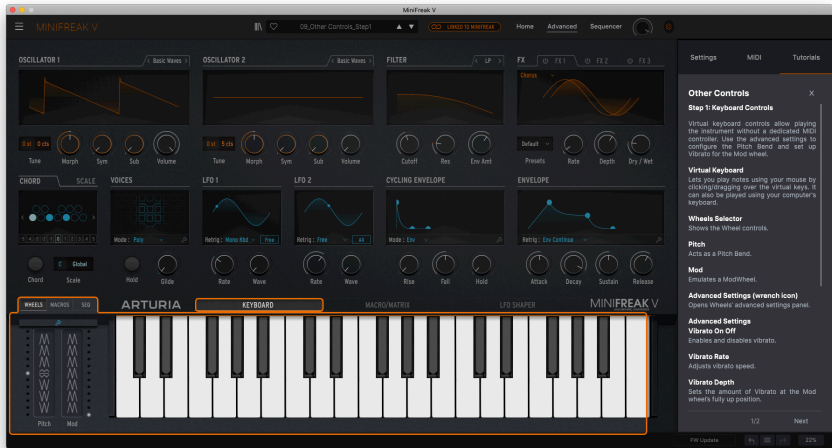 MiniFreak V
MINIFREAK V
09_Other Controls_Step1
LINKED TO MINIFREAK
Home Advanced Sequencer
OSCILLATOR 1 Basic Waves
OSCILLATOR 2 Basic Waves
FILTER LP
FX FX 1 FX 2 FX 3
Chorus
0 st 0 cts
0 st 5 cts
Default
Tune Morph Sym Sub Volume
Tune Morph Sym Sub Volume
Cutoff Res Env Amt
Presets Rate Depth Dry / Wet
CHORD SCALE
VOICES
LFO 1
LFO 2
CYCLING ENVELOPE
ENVELOPE
Mode : Poly
Retrig : Mono Kbd Free
Retrig : Free All
Mode : Env
Retrig : Env Continue
C Global
Chord Scale
Hold Glide
Rate Wave
Rate Wave
Rise Fall Hold
Attack Decay Sustain Release
WHEELS MACROS SEQ
ARTURIA
KEYBOARD
MACRO/MATRIX
LFO SHAPER
MINIFREAK V
Pitch Mod
Settings MIDI Tutorials
Other Controls X
Step 1: Keyboard Controls
Virtual keyboard controls allow playing
the instrument without a dedicated MIDI
controller. Use the advanced settings to
configure the Pitch Bend and set up
Vibrato for the Mod wheel.
Virtual Keyboard
Lets you play notes using your mouse by
clicking/dragging over the virtual keys. It
can also be played using your computer's
keyboard.
Wheels Selector
Shows the Wheel controls.
Pitch
Acts as a Pitch Bend.
Mod
Emulates a ModWheel.
Advanced Settings (wrench icon)
Opens Wheels' advanced settings panel.
Advanced Settings
Vibrato On Off
Enables and disables vibrato.
Vibrato Rate
Adjusts vibrato speed.
Vibrato Depth
Sets the amount of Vibrato at the Mod
wheel's fully up position.
1/2 Next
FW Update 22%